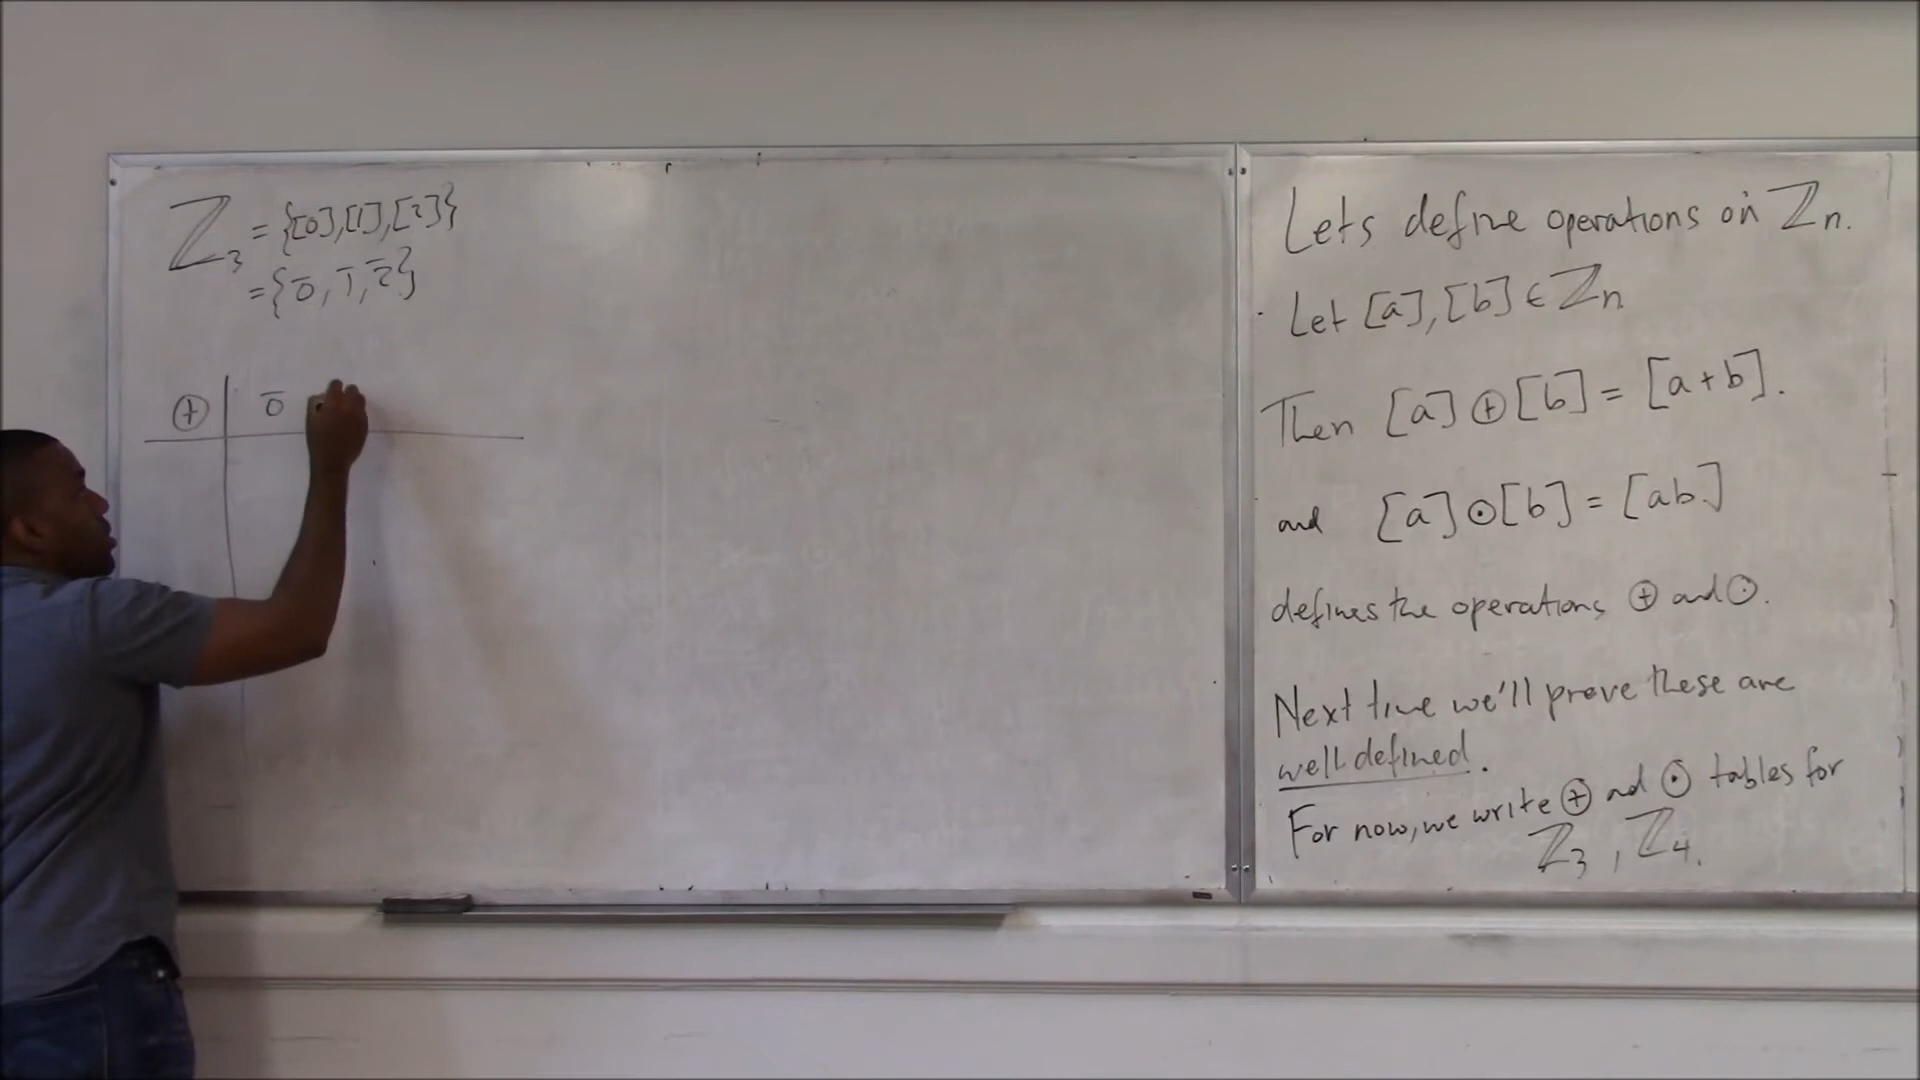 ℤ₃ = {[0],[1],[2]}
= {0̅, 1̅, 2̅}
⊕ 0̅
Lets define operations on ℤn.
Let [a], [b] ∈ ℤn
Then [a] ⊕ [b] = [a+b].
and [a] ⊙ [b] = [ab]
defines the operations ⊕ and ⊙.
Next time we'll prove these are
well defined.
For now, we write ⊕ and ⊙ tables for
ℤ₃, ℤ₄.